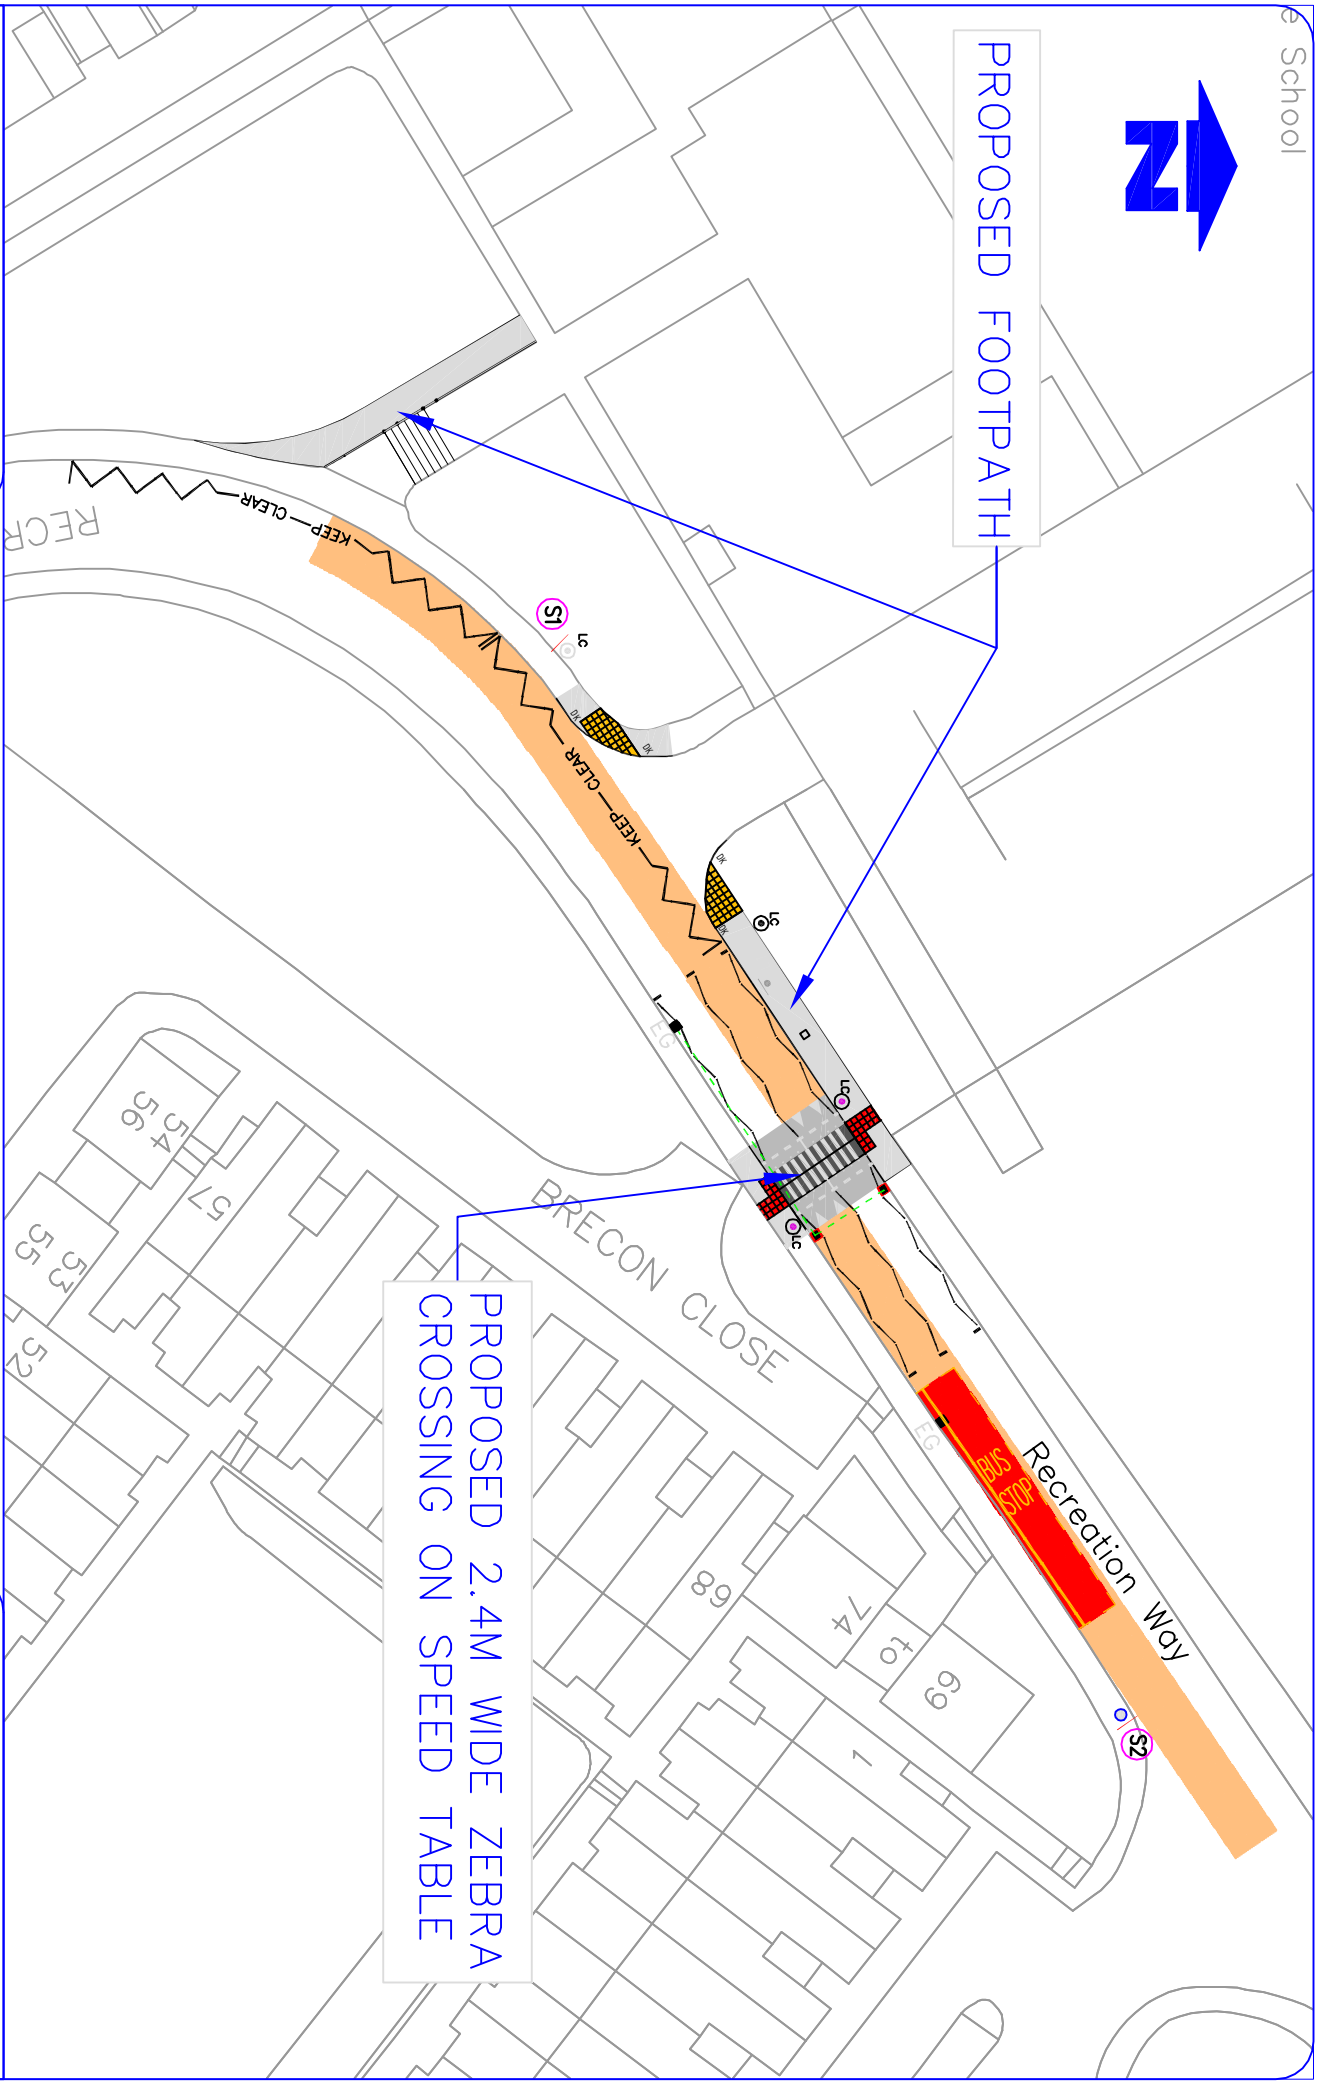 e School
N
PROPOSED FOOTPATH
RECR
KEEP CLEAR
KEEP CLEAR
S1
LC
DK
DK
DK
DK
LC
LC
LC
EG
EG
BRECON CLOSE
PROPOSED 2.4M WIDE ZEBRA
CROSSING ON SPEED TABLE
BUS
STOP
Recreation Way
S2
54
56
57
53
55
52
68
74
69
1